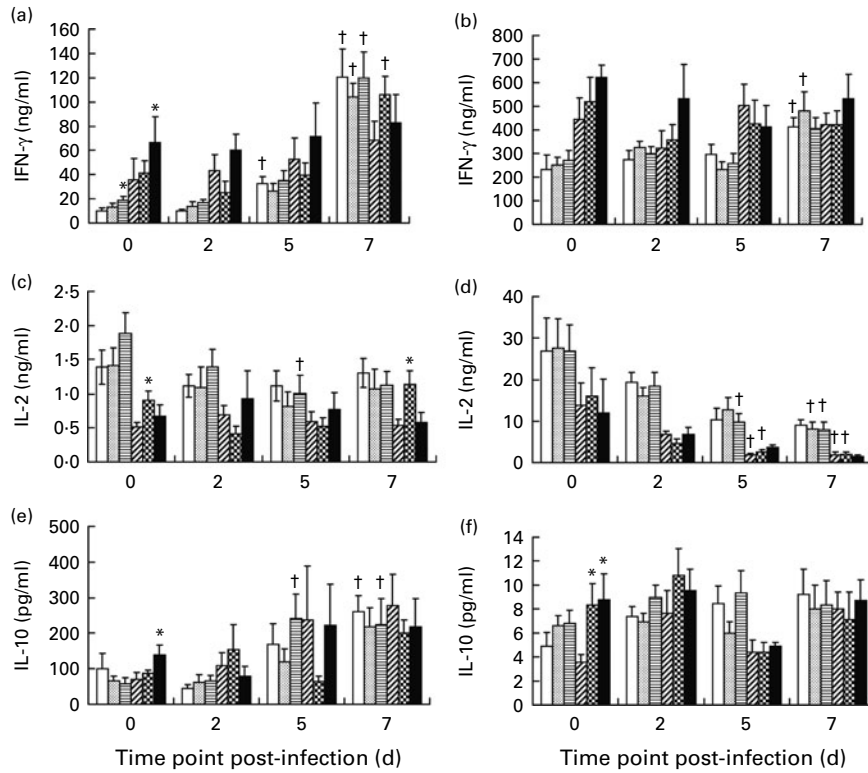 (a)
160
140
120
100
80
60
40
20
0
IFN-γ (ng/ml)
* * † † † † †
0 2 5 7
(b)
800
700
600
500
400
300
200
100
0
IFN-γ (ng/ml)
† †
0 2 5 7
(c)
2·5
2·0
1·5
1·0
0·5
0·0
IL-2 (ng/ml)
* † *
0 2 5 7
(d)
40
30
20
10
0
IL-2 (ng/ml)
† † † † † † †
0 2 5 7
(e)
500
400
300
200
100
0
IL-10 (pg/ml)
* † † †
0 2 5 7
Time point post-infection (d)
(f)
14
12
10
8
6
4
2
0
IL-10 (pg/ml)
* *
0 2 5 7
Time point post-infection (d)